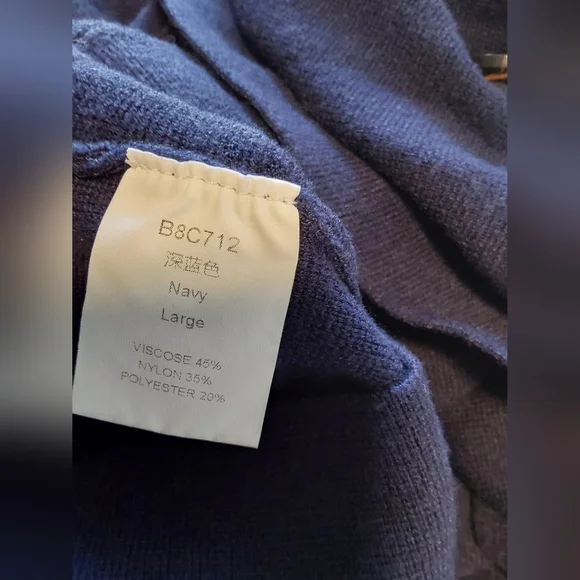 B8C712
深蓝色
Navy
Large
VISCOSE 45%
NYLON 35%
POLYESTER 20%